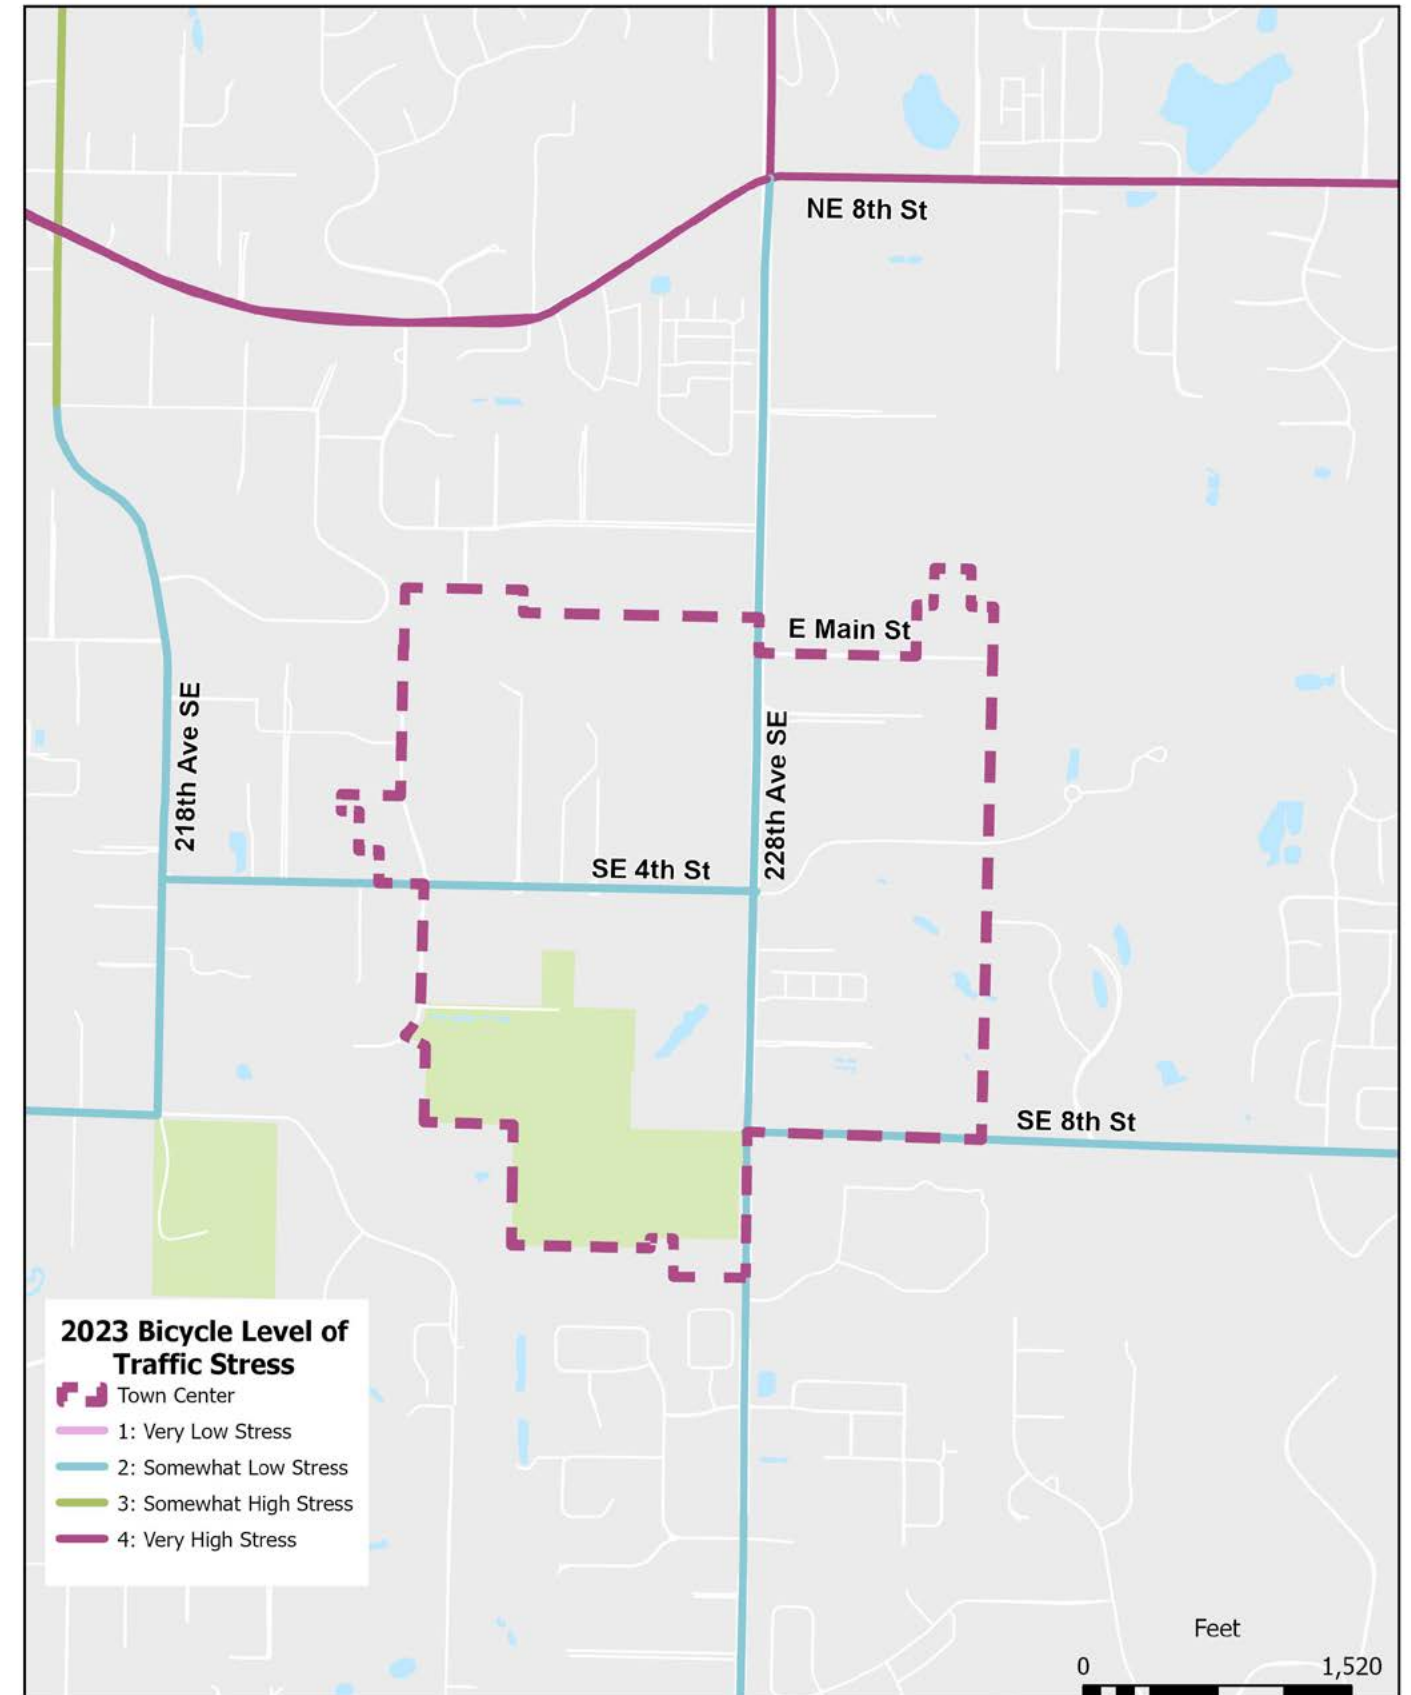 NE 8th St
E Main St
218th Ave SE
228th Ave SE
SE 4th St
SE 8th St
2023 Bicycle Level of
Traffic Stress
Town Center
1: Very Low Stress
2: Somewhat Low Stress
3: Somewhat High Stress
4: Very High Stress
Feet
0 1,520